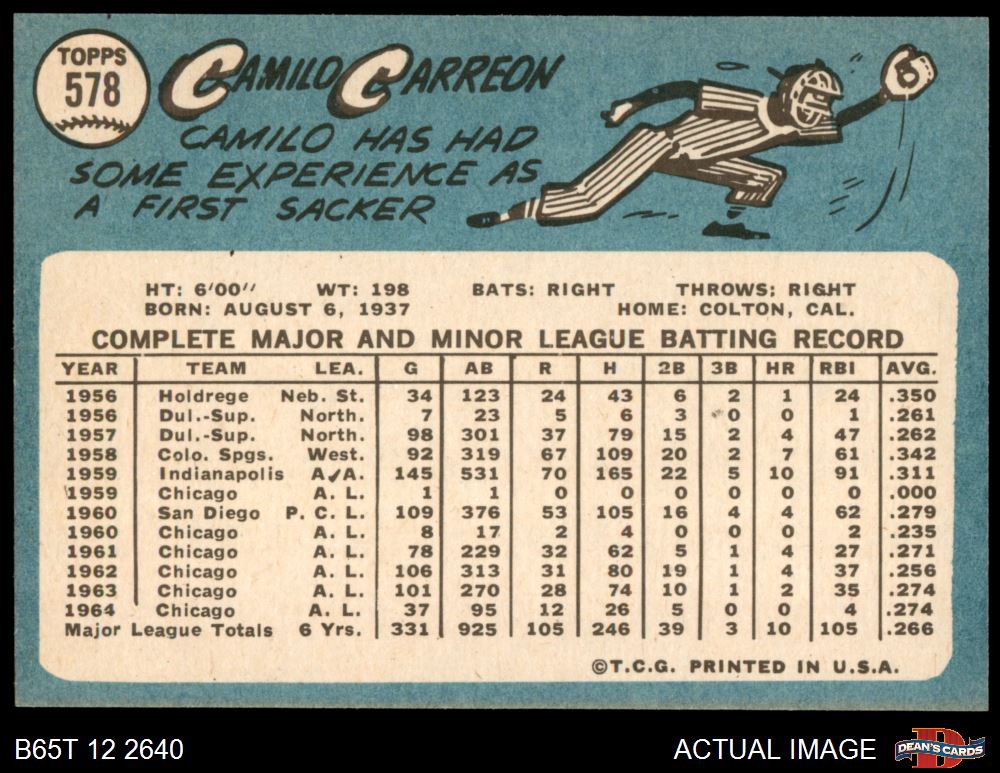 TOPPS
578
CAMILO CARREON
CAMILO HAS HAD
SOME EXPERIENCE AS
A FIRST SACKER
HT: 6'00" WT: 198 BATS: RIGHT THROWS: RIGHT
BORN: AUGUST 6, 1937 HOME: COLTON, CAL.
COMPLETE MAJOR AND MINOR LEAGUE BATTING RECORD
YEAR TEAM LEA. G AB R H 2B 3B HR RBI AVG.
1956 Holdrege Neb. St. 34 123 24 43 6 2 1 24 .350
1956 Dul.-Sup. North. 7 23 5 6 3 0 0 1 .261
1957 Dul.-Sup. North. 98 301 37 79 15 2 4 47 .262
1958 Colo. Spgs. West. 92 319 67 109 20 2 7 61 .342
1959 Indianapolis A.A. 145 531 70 165 22 5 10 91 .311
1959 Chicago A. L. 1 1 0 0 0 0 0 0 .000
1960 San Diego P. C. L. 109 376 53 105 16 4 4 62 .279
1960 Chicago A. L. 8 17 2 4 0 0 0 2 .235
1961 Chicago A. L. 78 229 32 62 5 1 4 27 .271
1962 Chicago A. L. 106 313 31 80 19 1 4 37 .256
1963 Chicago A. L. 101 270 28 74 10 1 2 35 .274
1964 Chicago A. L. 37 95 12 26 5 0 0 4 .274
Major League Totals 6 Yrs. 331 925 105 246 39 3 10 105 .266
©T.C.G. PRINTED IN U.S.A.
B65T 12 2640 ACTUAL IMAGE D DEAN'S CARDS